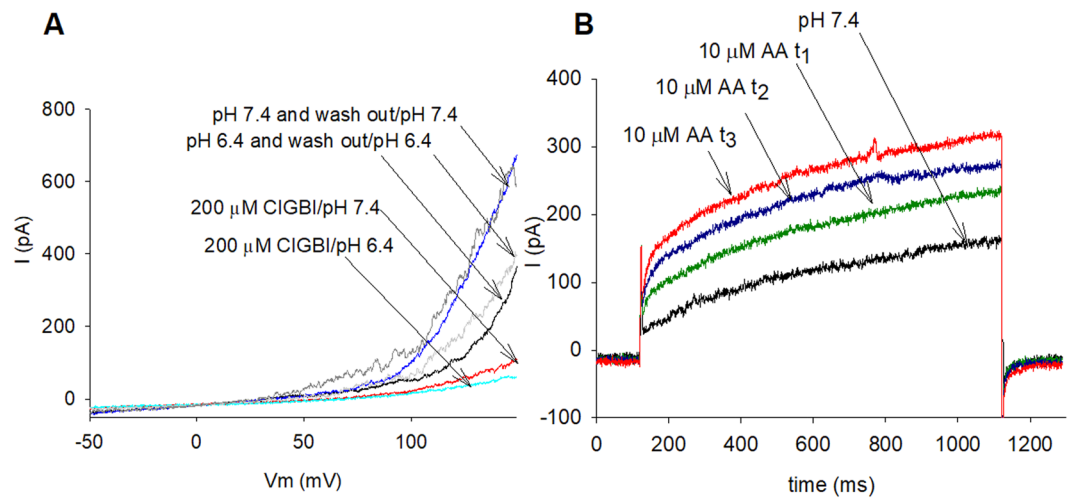 A
800
600
400
200
0
I (pA)
-50
0
50
100
Vm (mV)
pH 7.4 and wash out/pH 7.4
pH 6.4 and wash out/pH 6.4
200 μM ClGBI/pH 7.4
200 μM ClGBI/pH 6.4
B
pH 7.4
10 μM AA t1
10 μM AA t2
10 μM AA t3
400
300
200
100
0
-100
I (pA)
0
200
400
600
800
1000
1200
time (ms)